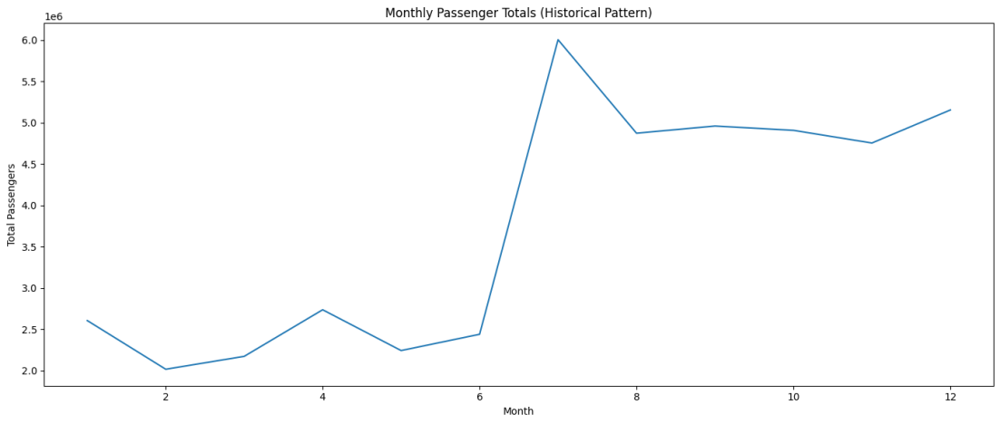 Monthly Passenger Totals (Historical Pattern)
1e6
6.0
5.5
5.0
4.5
4.0
3.5
3.0
2.5
2.0
Total Passengers
2 4 6 8 10 12
Month